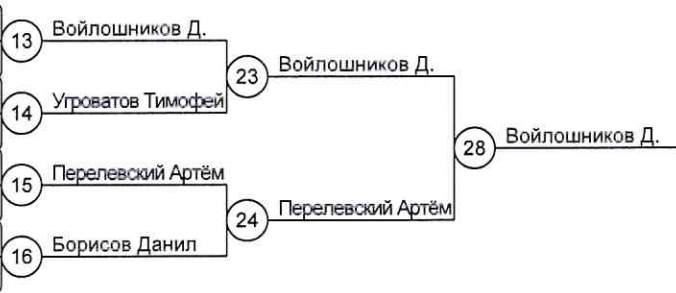 13 Войлошников Д.
23 Войлошников Д.
14 Угроватов Тимофей
28 Войлошников Д.
15 Перелевский Артём
24 Перелевский Артём
16 Борисов Данил